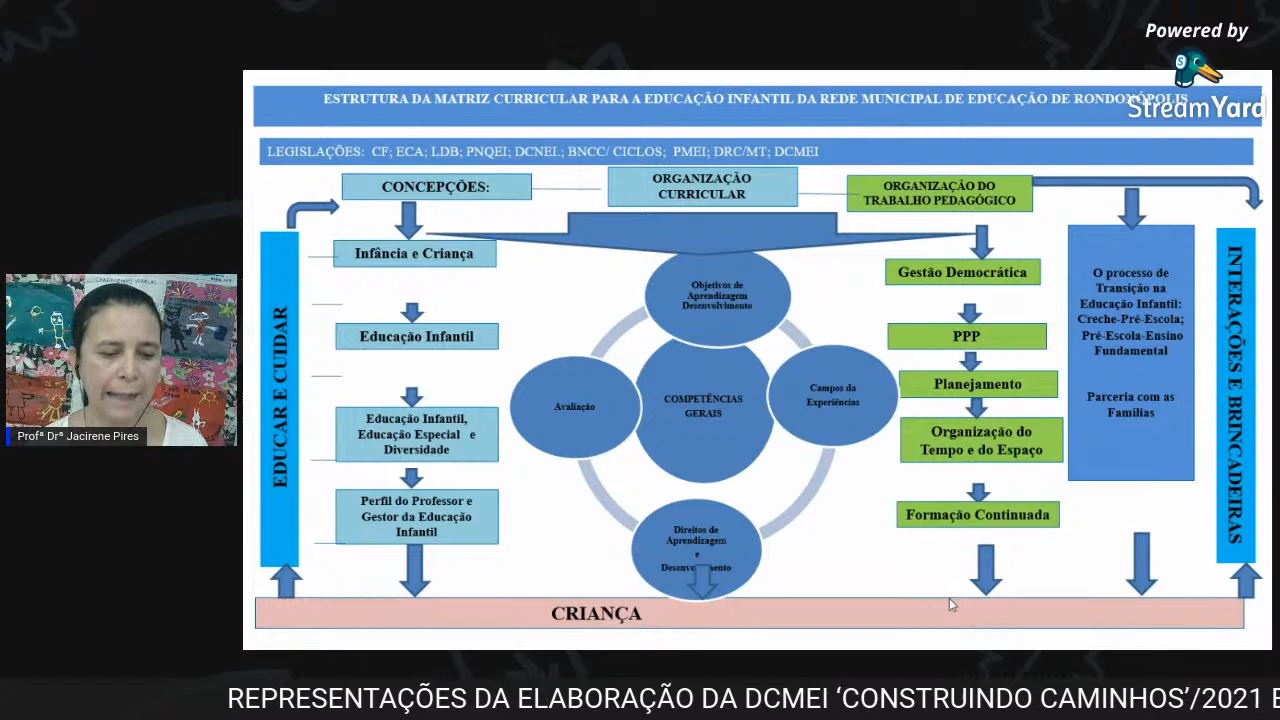 Powered by
StreamYard
ESTRUTURA DA MATRIZ CURRICULAR PARA A EDUCAÇÃO INFANTIL DA REDE MUNICIPAL DE EDUCAÇÃO DE RONDONÓPOLIS
LEGISLAÇÕES: CF; ECA; LDB; PNQEI; DCNEI; BNCC/ CICLOS; PMEI; DRC/MT; DCMEI
CONCEPÇÕES:
ORGANIZAÇÃO
CURRICULAR
ORGANIZAÇÃO DO
TRABALHO PEDAGÓGICO
EDUCAR E CUIDAR
Infância e Criança
Educação Infantil
Educação Infantil,
Educação Especial e
Diversidade
Perfil do Professor e
Gestor da Educação
Infantil
Objetivos de
Aprendizagem
Desenvolvimento
Avaliação
COMPETÊNCIAS
GERAIS
Campos da
Experiências
Direitos de
Aprendizagem
e
Desenvolvimento
Gestão Democrática
PPP
Planejamento
Organização do
Tempo e do Espaço
Formação Continuada
O processo de
Transição na
Educação Infantil:
Creche-Pré-Escola;
Pré-Escola-Ensino
Fundamental
Parceria com as
Famílias
INTERAÇÕES E BRINCADEIRAS
CRIANÇA
Profª Drª Jacirene Pires
REPRESENTAÇÕES DA ELABORAÇÃO DA DCMEI ‘CONSTRUINDO CAMINHOS’/2021 E